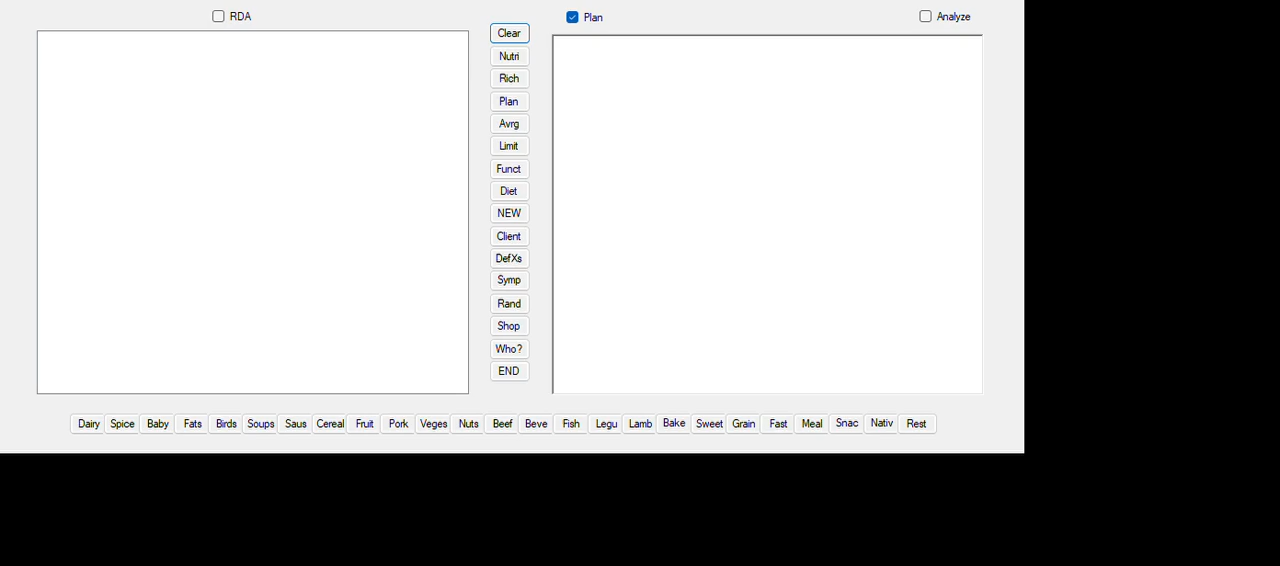 RDA Plan Analyze
Clear
Nutri
Rich
Plan
Avrg
Limit
Funct
Diet
NEW
Client
DefXs
Symp
Rand
Shop
Who?
END
Dairy Spice Baby Fats Birds Soups Saus Cereal Fruit Pork Veges Nuts Beef Beve Fish Legu Lamb Bake Sweet Grain Fast Meal Snac Nativ Rest